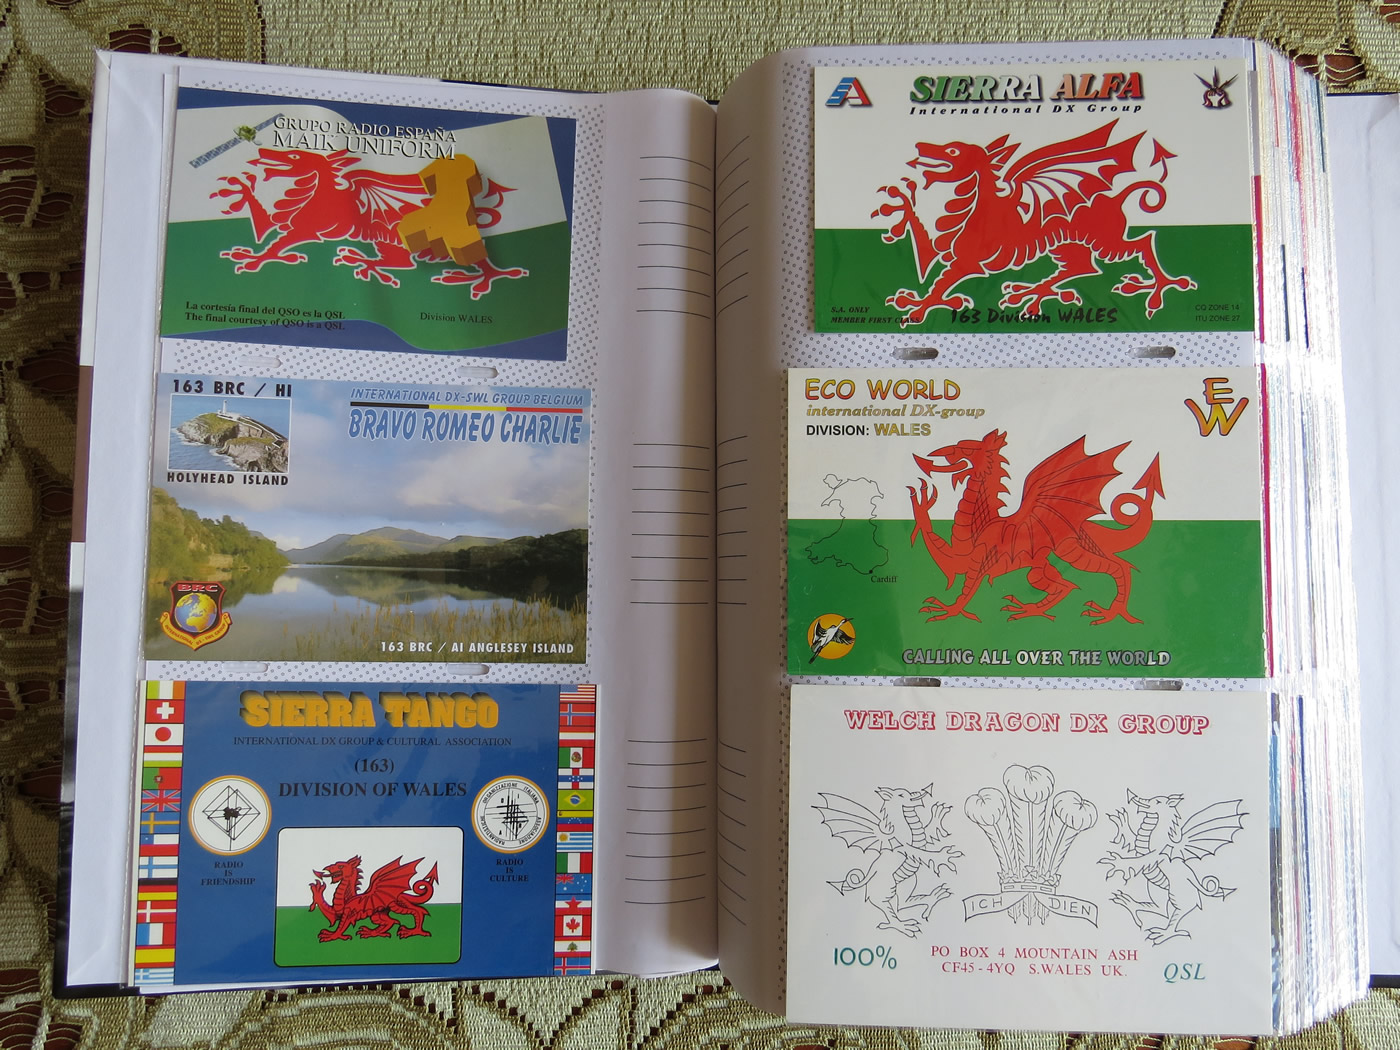 GRUPO RADIO ESPAÑA
MAIK UNIFORM
La cortesía final del QSO es la QSL
The final courtesy of QSO is a QSL
Division WALES
163 BRC / HI
HOLYHEAD ISLAND
INTERNATIONAL DX-SWL GROUP BELGIUM
BRAVO ROMEO CHARLIE
BRC
163 BRC / AI ANGLESEY ISLAND
SIERRA TANGO
INTERNATIONAL DX GROUP & CULTURAL ASSOCIATION
(163)
DIVISION OF WALES
RADIO
IS
FRIENDSHIP
RADIO
IS
CULTURE
SIERRA ALFA
International DX Group
S.A. ONLY
MEMBER FIRST CLASS
163 Division WALES
CQ ZONE 14
ITU ZONE 27
ECO WORLD
international DX-group
DIVISION: WALES
EW
Cardiff
CALLING ALL OVER THE WORLD
WELCH DRAGON DX GROUP
ICH DIEN
100%
PO BOX 4 MOUNTAIN ASH
CF45-4YQ S.WALES UK.
QSL